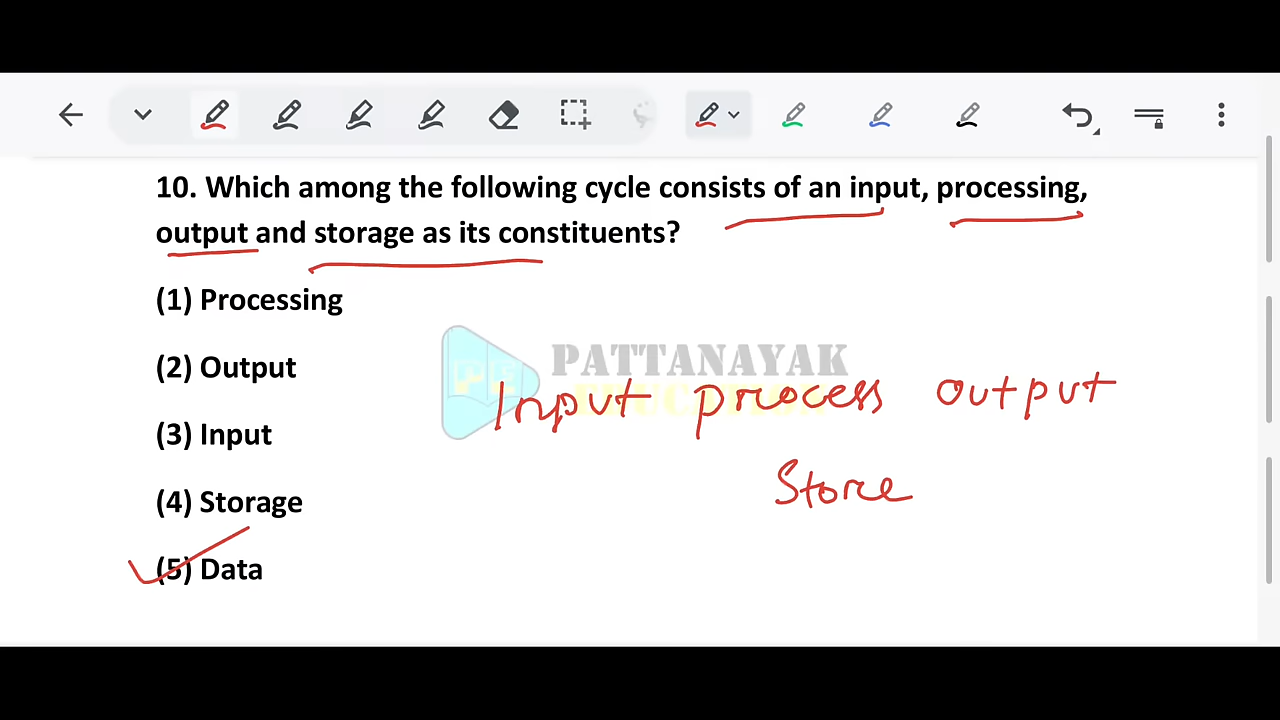 10. Which among the following cycle consists of an input, processing,
output and storage as its constituents?
(1) Processing
(2) Output
(3) Input
(4) Storage
(5) Data
PATTANAYAK
EDUCATION
Input process output
Store